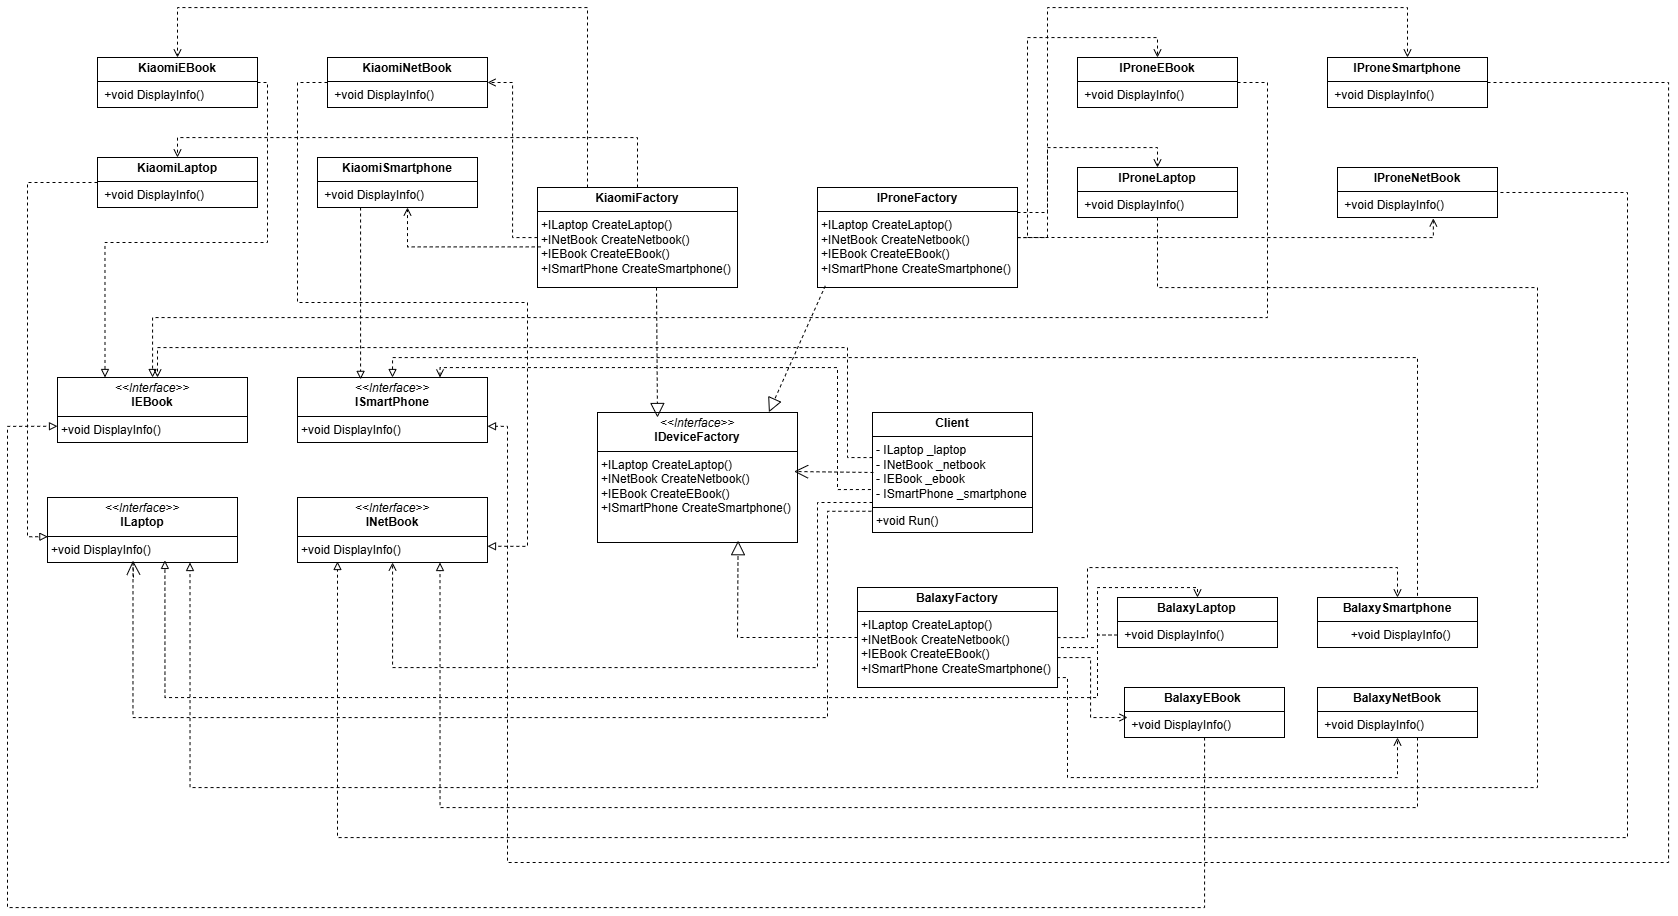 KiaomiEBook
+void DisplayInfo()
KiaomiNetBook
+void DisplayInfo()
IProneEBook
+void DisplayInfo()
IProneSmartphone
+void DisplayInfo()
KiaomiLaptop
+void DisplayInfo()
KiaomiSmartphone
+void DisplayInfo()
IProneLaptop
+void DisplayInfo()
IProneNetBook
+void DisplayInfo()
KiaomiFactory
+ILaptop CreateLaptop()
+INetBook CreateNetbook()
+IEBook CreateEBook()
+ISmartPhone CreateSmartphone()
IProneFactory
+ILaptop CreateLaptop()
+INetBook CreateNetbook()
+IEBook CreateEBook()
+ISmartPhone CreateSmartphone()
<<Interface>>
IEBook
+void DisplayInfo()
<<Interface>>
ISmartPhone
+void DisplayInfo()
<<Interface>>
IDeviceFactory
+ILaptop CreateLaptop()
+INetBook CreateNetbook()
+IEBook CreateEBook()
+ISmartPhone CreateSmartphone()
Client
- ILaptop _laptop
- INetBook _netbook
- IEBook _ebook
- ISmartPhone _smartphone
+void Run()
<<Interface>>
ILaptop
+void DisplayInfo()
<<Interface>>
INetBook
+void DisplayInfo()
BalaxyFactory
+ILaptop CreateLaptop()
+INetBook CreateNetbook()
+IEBook CreateEBook()
+ISmartPhone CreateSmartphone()
BalaxyLaptop
+void DisplayInfo()
BalaxySmartphone
+void DisplayInfo()
BalaxyEBook
+void DisplayInfo()
BalaxyNetBook
+void DisplayInfo()